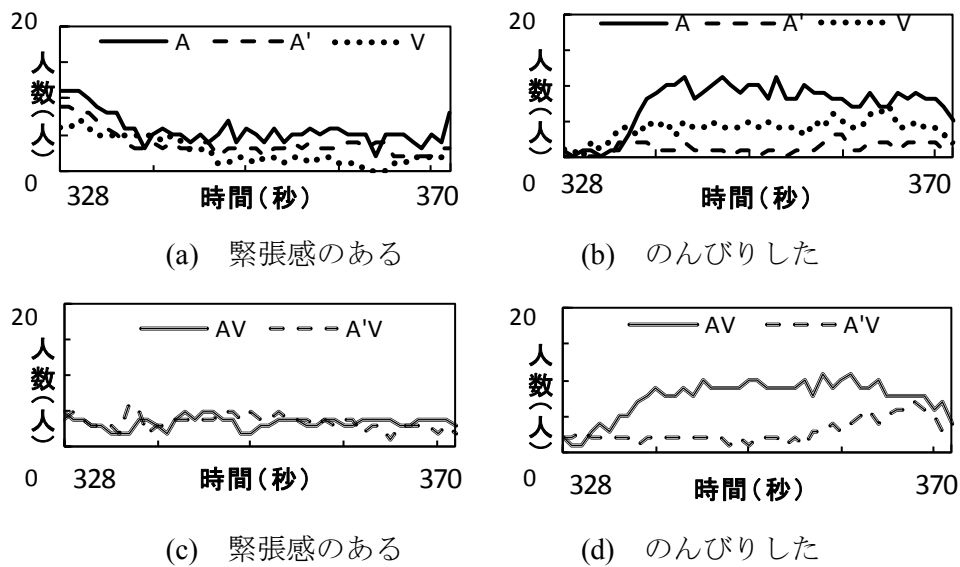 20
A A' V
人数（人）
0
328 時間（秒） 370
(a) 緊張感のある
20
A A' V
人数（人）
0
328 時間（秒） 370
(b) のんびりした
20
AV A'V
人数（人）
0
328 時間（秒） 370
(c) 緊張感のある
20
AV A'V
人数（人）
0
328 時間（秒） 370
(d) のんびりした